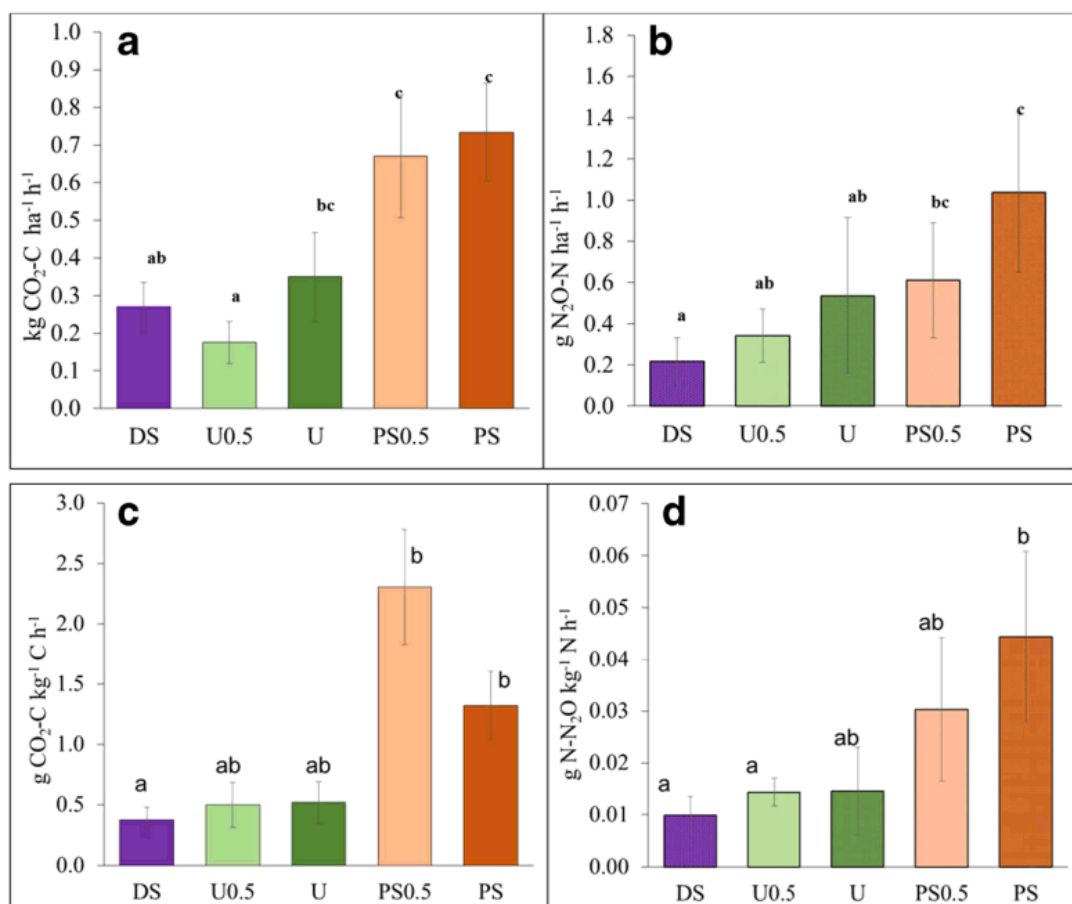 a
kg CO₂-C ha⁻¹ h⁻¹
1.0
0.9
0.8
0.7
0.6
0.5
0.4
0.3
0.2
0.1
0.0
ab
a
bc
c
c
DS U0.5 U PS0.5 PS
b
g N₂O-N ha⁻¹ h⁻¹
1.8
1.6
1.4
1.2
1.0
0.8
0.6
0.4
0.2
0.0
a
ab
ab
bc
c
DS U0.5 U PS0.5 PS
c
g CO₂-C kg⁻¹ C h⁻¹
3.0
2.5
2.0
1.5
1.0
0.5
0.0
a
ab
ab
b
b
DS U0.5 U PS0.5 PS
d
g N-N₂O kg⁻¹ N h⁻¹
0.07
0.06
0.05
0.04
0.03
0.02
0.01
0.00
a
a
ab
ab
b
DS U0.5 U PS0.5 PS